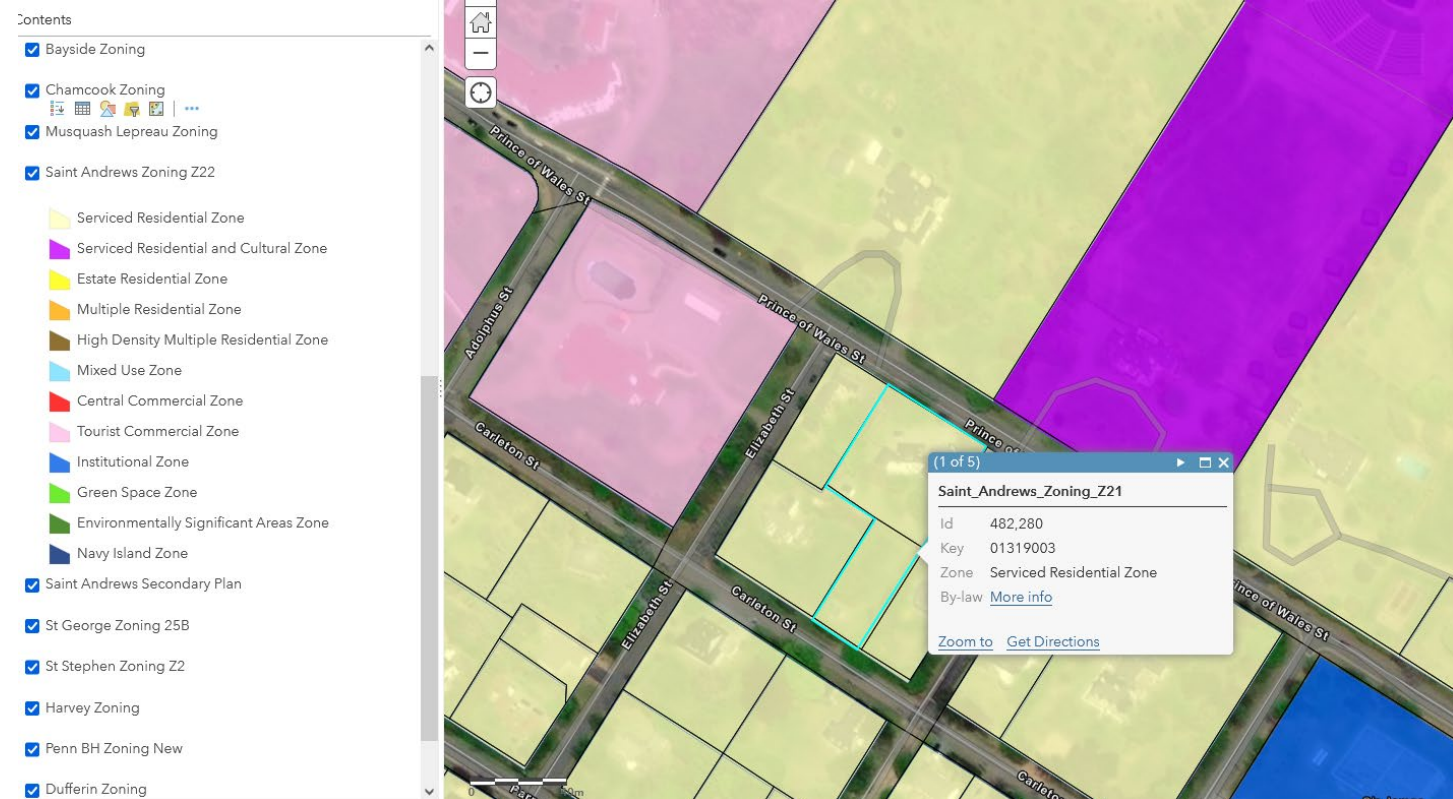 Contents
Bayside Zoning
Chamcook Zoning
Musquash Lepreau Zoning
Saint Andrews Zoning Z22
Serviced Residential Zone
Serviced Residential and Cultural Zone
Estate Residential Zone
Multiple Residential Zone
High Density Multiple Residential Zone
Mixed Use Zone
Central Commercial Zone
Tourist Commercial Zone
Institutional Zone
Green Space Zone
Environmentally Significant Areas Zone
Navy Island Zone
Saint Andrews Secondary Plan
St George Zoning 25B
St Stephen Zoning Z2
Harvey Zoning
Penn BH Zoning New
Dufferin Zoning
Prince of Wales St
Adolphus St
Prince of Wales St
Elizabeth St
Carleton St
Prince of
(1 of 5)
Saint_Andrews_Zoning_Z21
Id 482,280
Key 01319003
Zone Serviced Residential Zone
By-law More info
Zoom to Get Directions
Elizabeth St
Carleton St
Prince of Wales St
Carleton
0